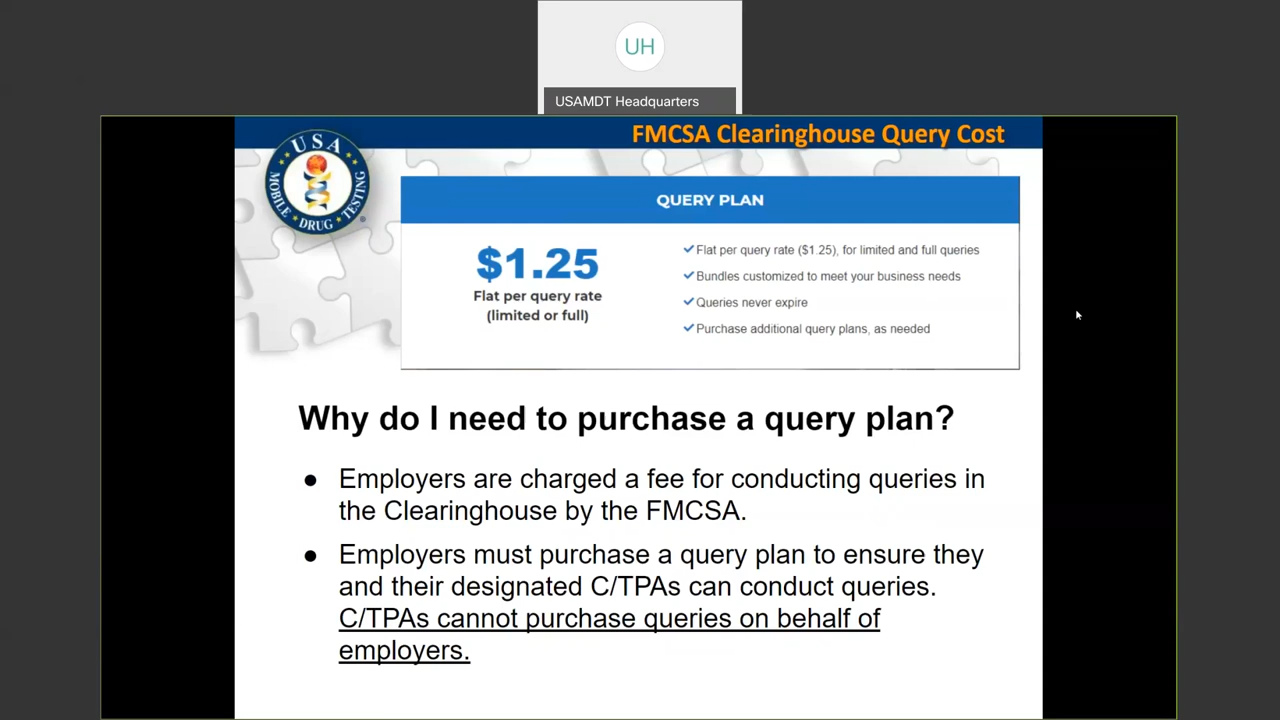 UH
USAMDT Headquarters
FMCSA Clearinghouse Query Cost
USA
MOBILE DRUG TESTING
QUERY PLAN
$1.25
Flat per query rate
(limited or full)
✓Flat per query rate ($1.25), for limited and full queries
✓Bundles customized to meet your business needs
✓Queries never expire
✓Purchase additional query plans, as needed
Why do I need to purchase a query plan?
● Employers are charged a fee for conducting queries in
the Clearinghouse by the FMCSA.
● Employers must purchase a query plan to ensure they
and their designated C/TPAs can conduct queries.
C/TPAs cannot purchase queries on behalf of
employers.